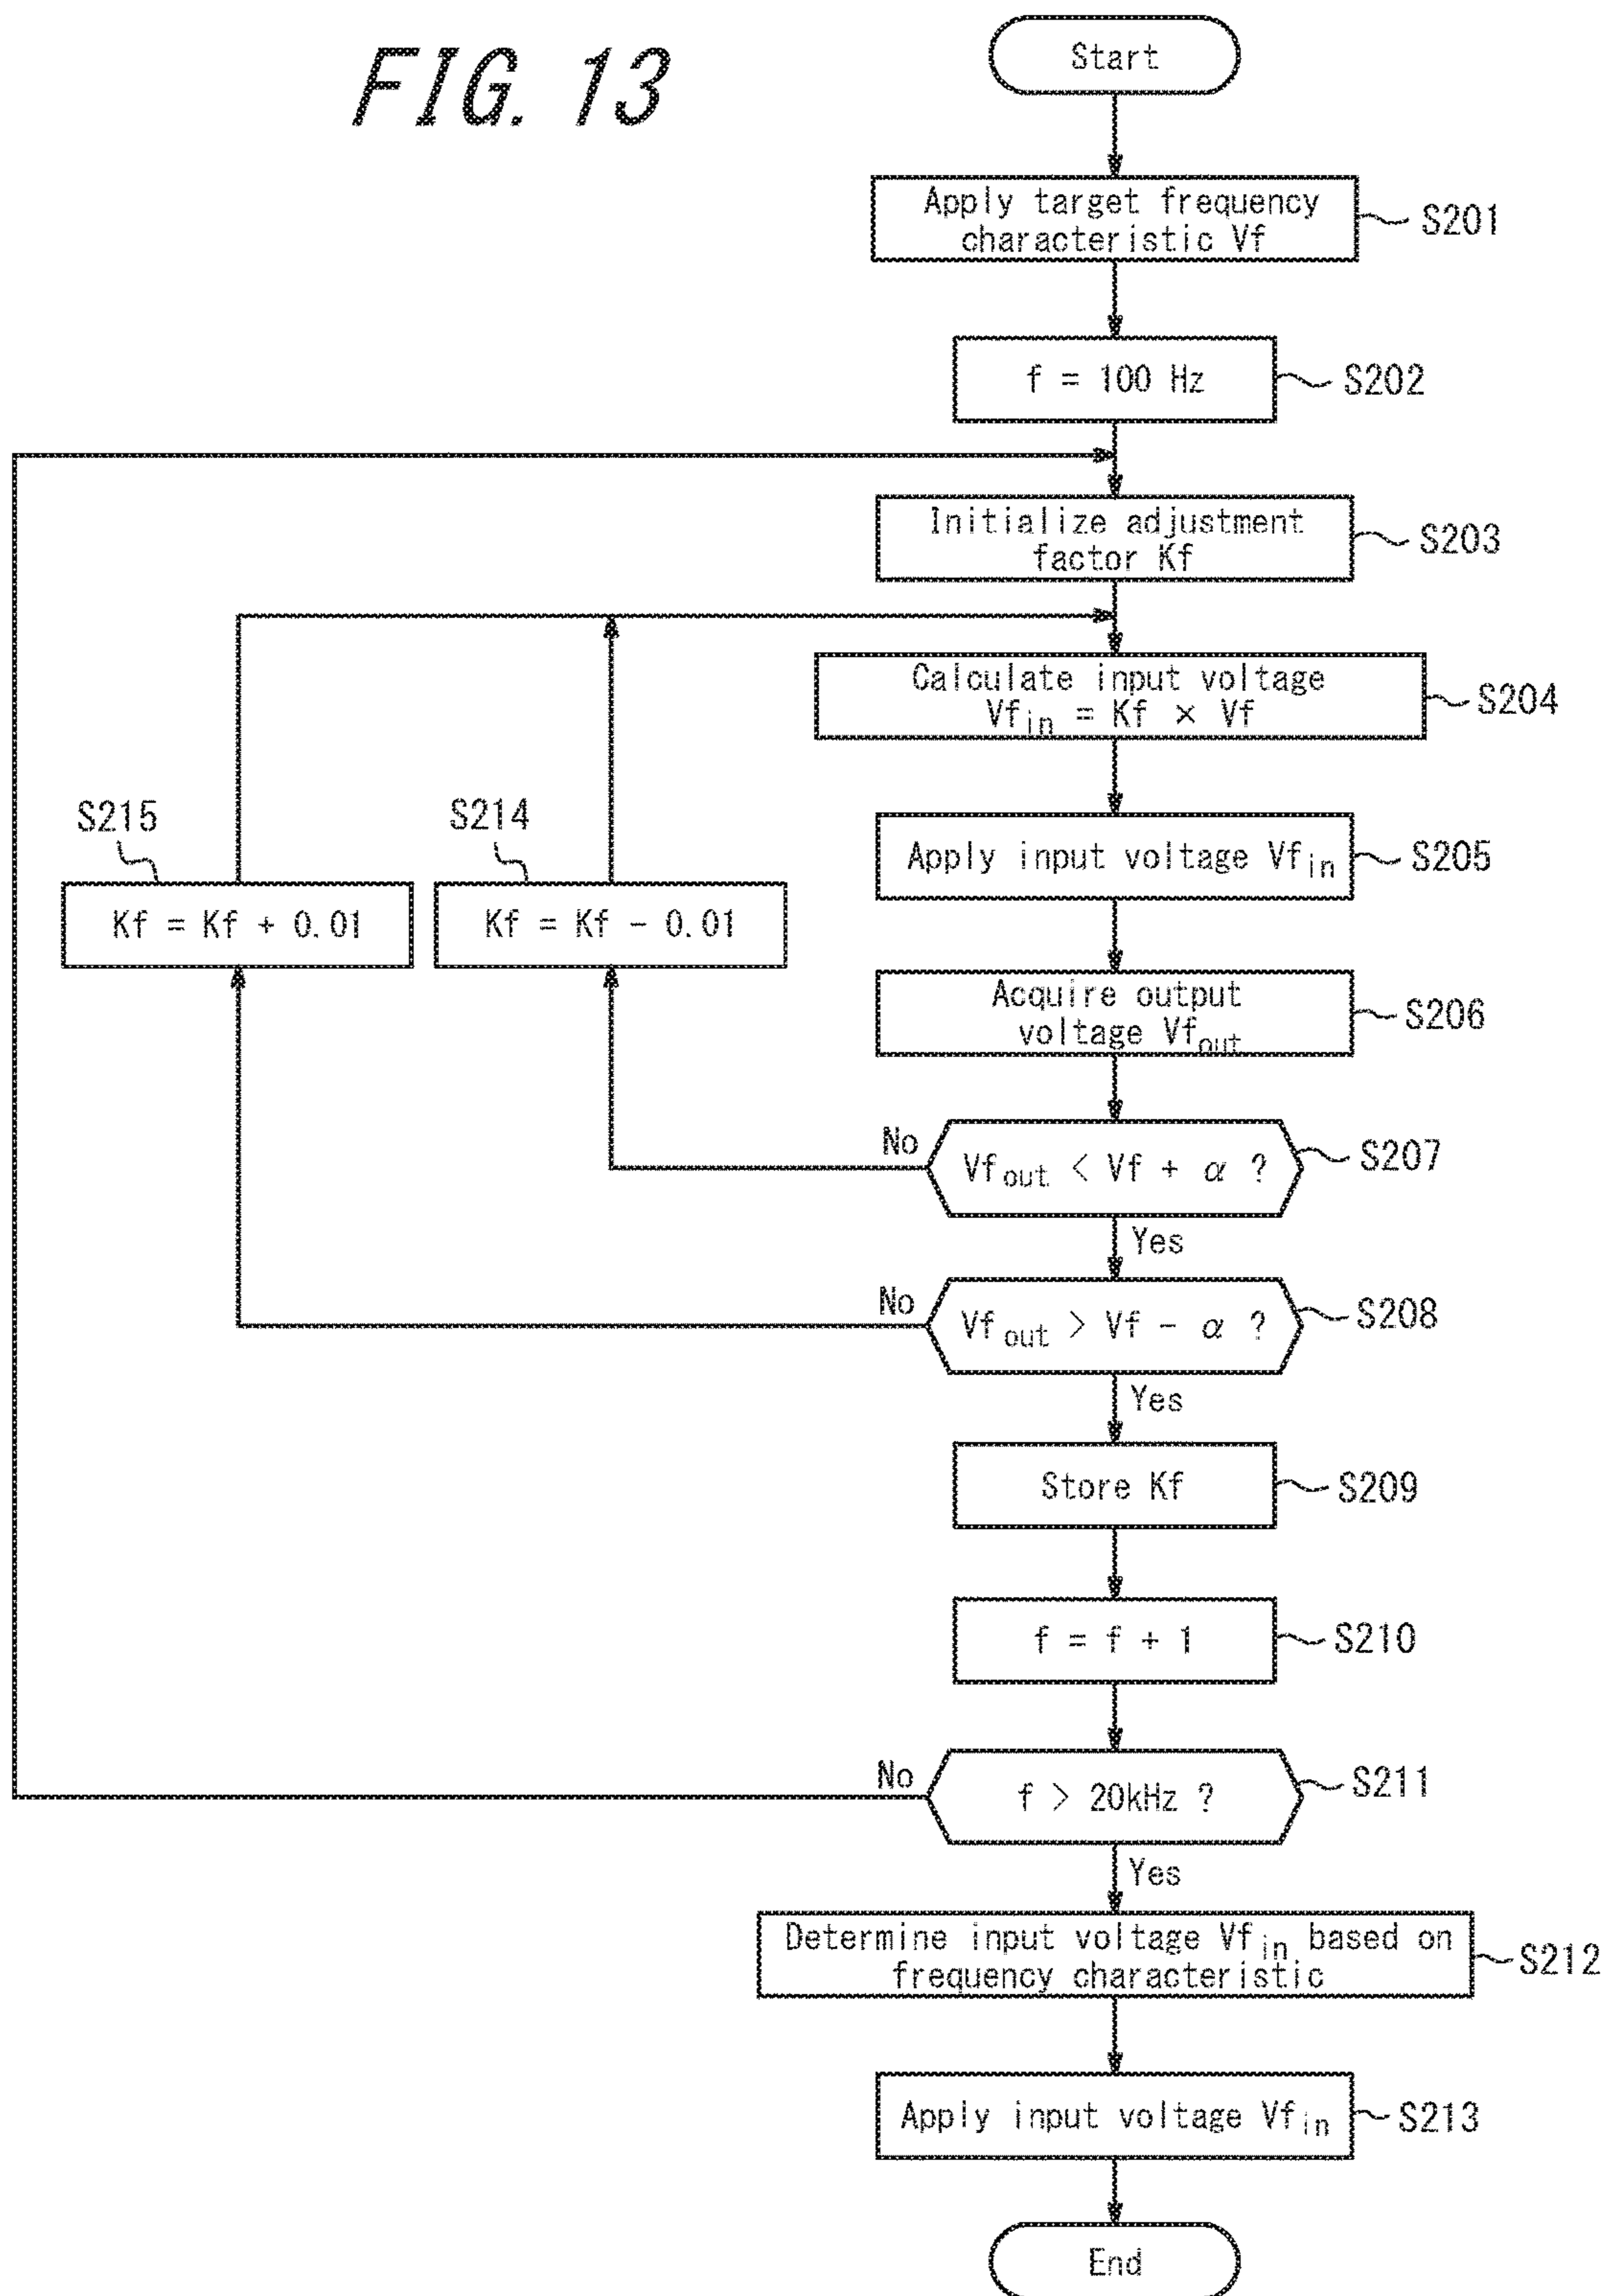 FIG. 13
Start
Apply target frequency
characteristic Vf
S201
f = 100 Hz
S202
Initialize adjustment
factor Kf
S203
Calculate input voltage
Vfin = Kf × Vf
S204
S215
S214
Apply input voltage Vfin
S205
Kf = Kf + 0.01
Kf = Kf - 0.01
Acquire output
voltage Vfout
S206
No
Vfout < Vf + α ?
S207
Yes
No
Vfout > Vf - α ?
S208
Yes
Store Kf
S209
f = f + 1
S210
No
f > 20kHz ?
S211
Yes
Determine input voltage Vfin based on
frequency characteristic
S212
Apply input voltage Vfin
S213
End